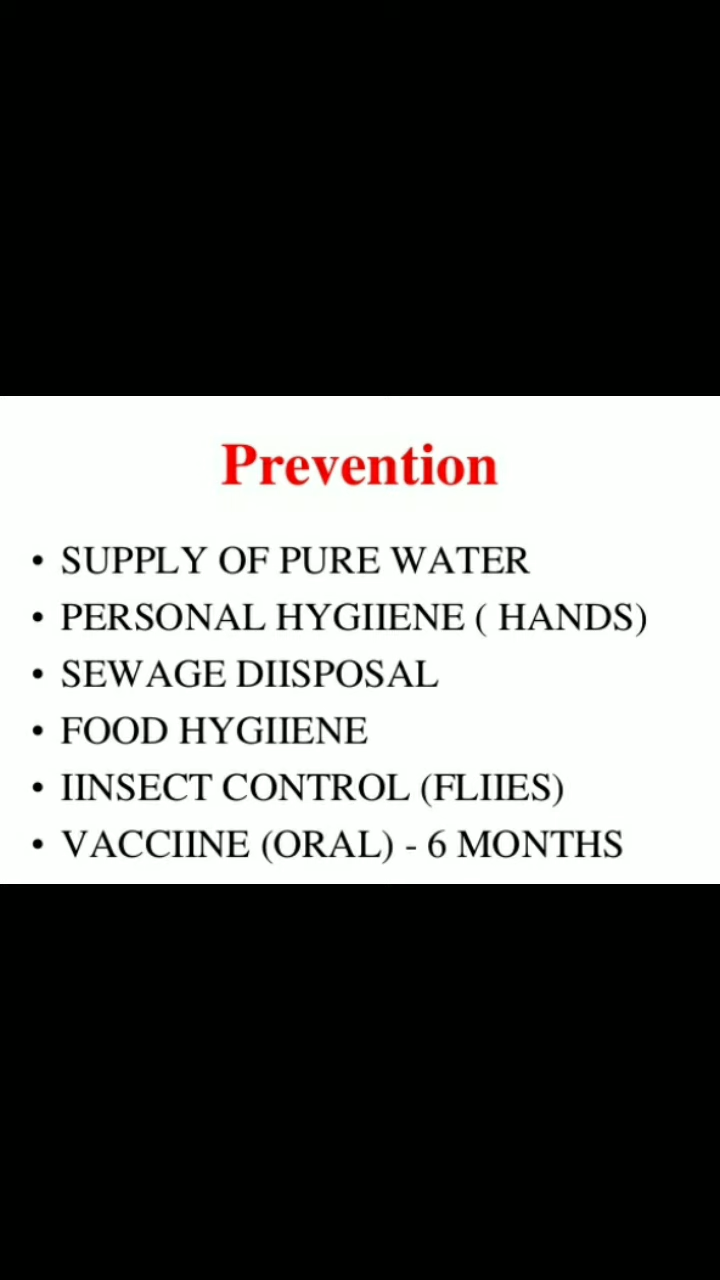 Prevention
• SUPPLY OF PURE WATER
• PERSONAL HYGIIENE ( HANDS)
• SEWAGE DIISPOSAL
• FOOD HYGIIENE
• IINSECT CONTROL (FLIIES)
• VACCIINE (ORAL) - 6 MONTHS